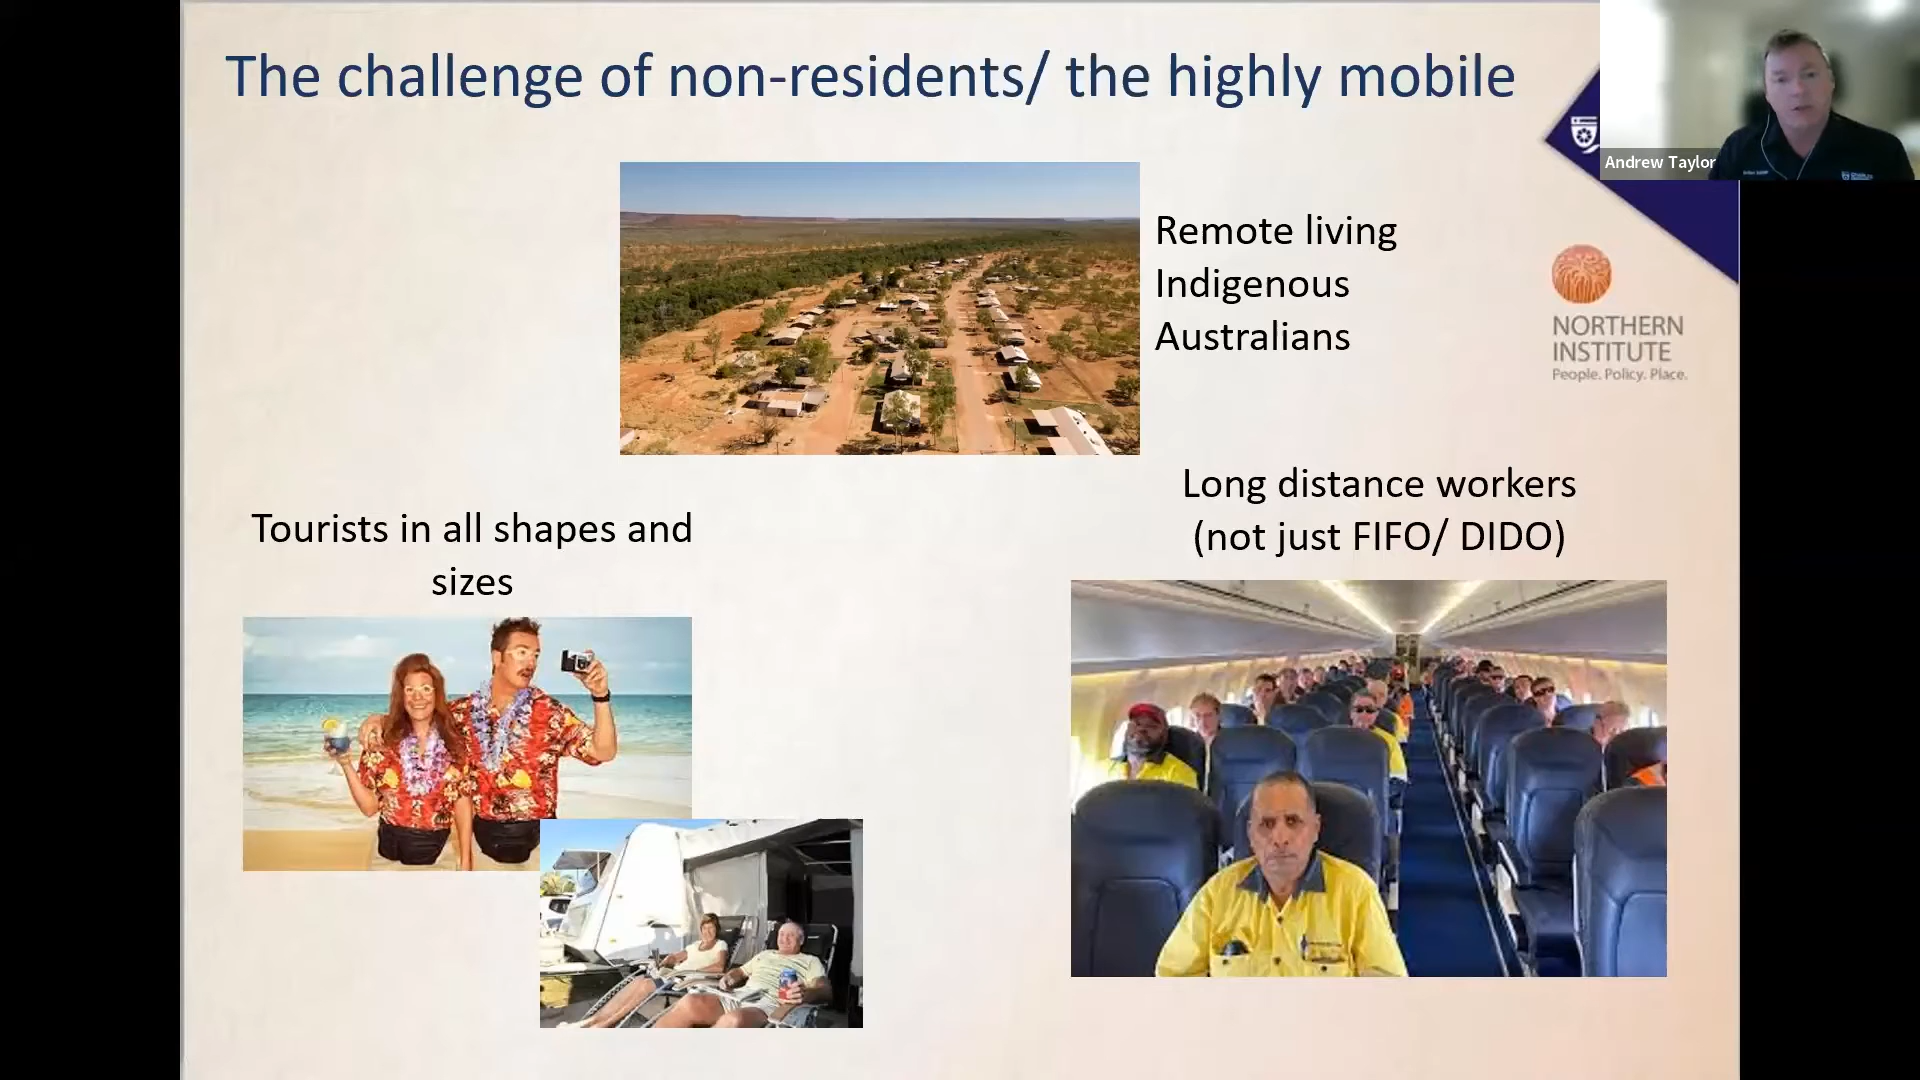 The challenge of non-residents/ the highly mobile
Andrew Taylor
Remote living
Indigenous
Australians
NORTHERN
INSTITUTE
People. Policy. Place.
Long distance workers
(not just FIFO/ DIDO)
Tourists in all shapes and
sizes